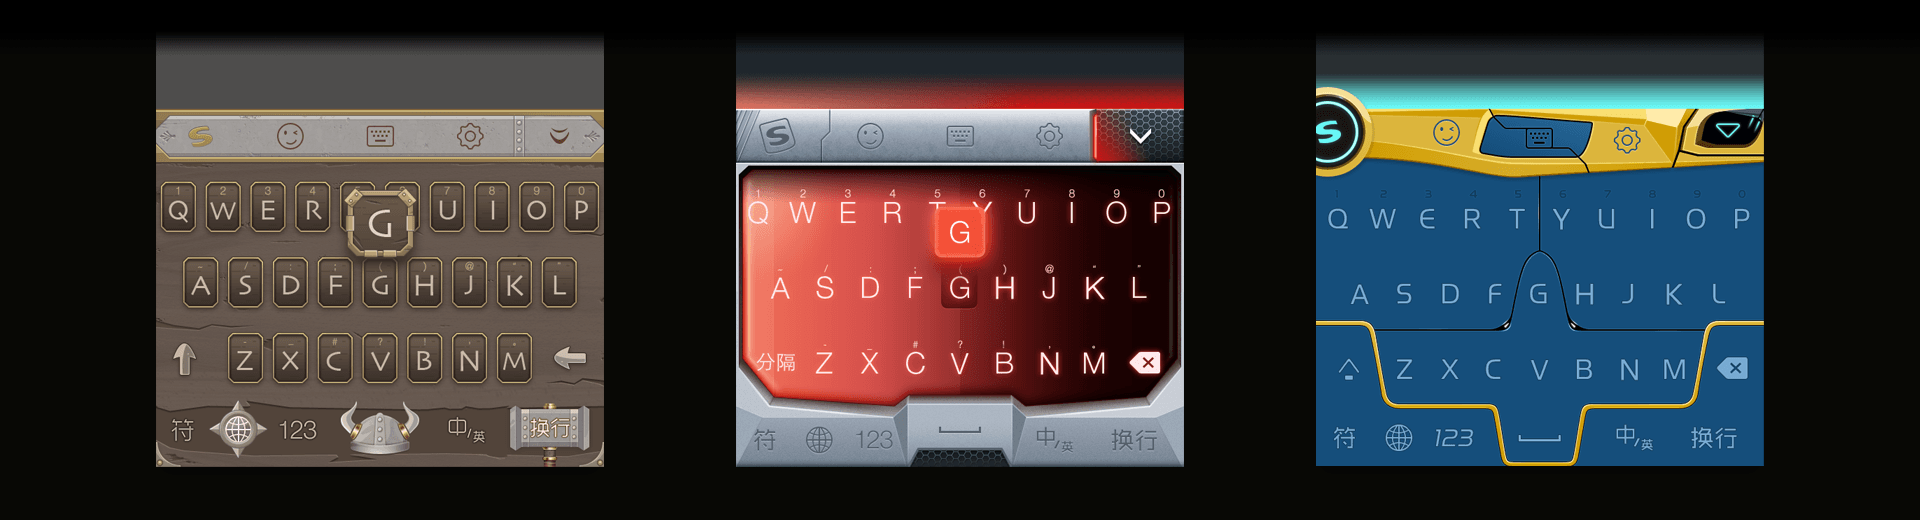 1 2 3 4 7 8 9 0
Q W E R U I O P
G
- / : ; ( ) @ " "
A S D F G H J K L
Z X C V B N M
符 123 中/英 换行
S
1 2 3 4 5 6 7 8 9 0
Q W E R T Y U I O P
G
A S D F G H J K L
分隔 Z X C V B N M
符 123 中/英 换行
S
1 2 3 4 5 6 7 8 9 0
Q W E R T Y U I O P
A S D F G H J K L
Z X C V B N M
符 123 中/英 换行